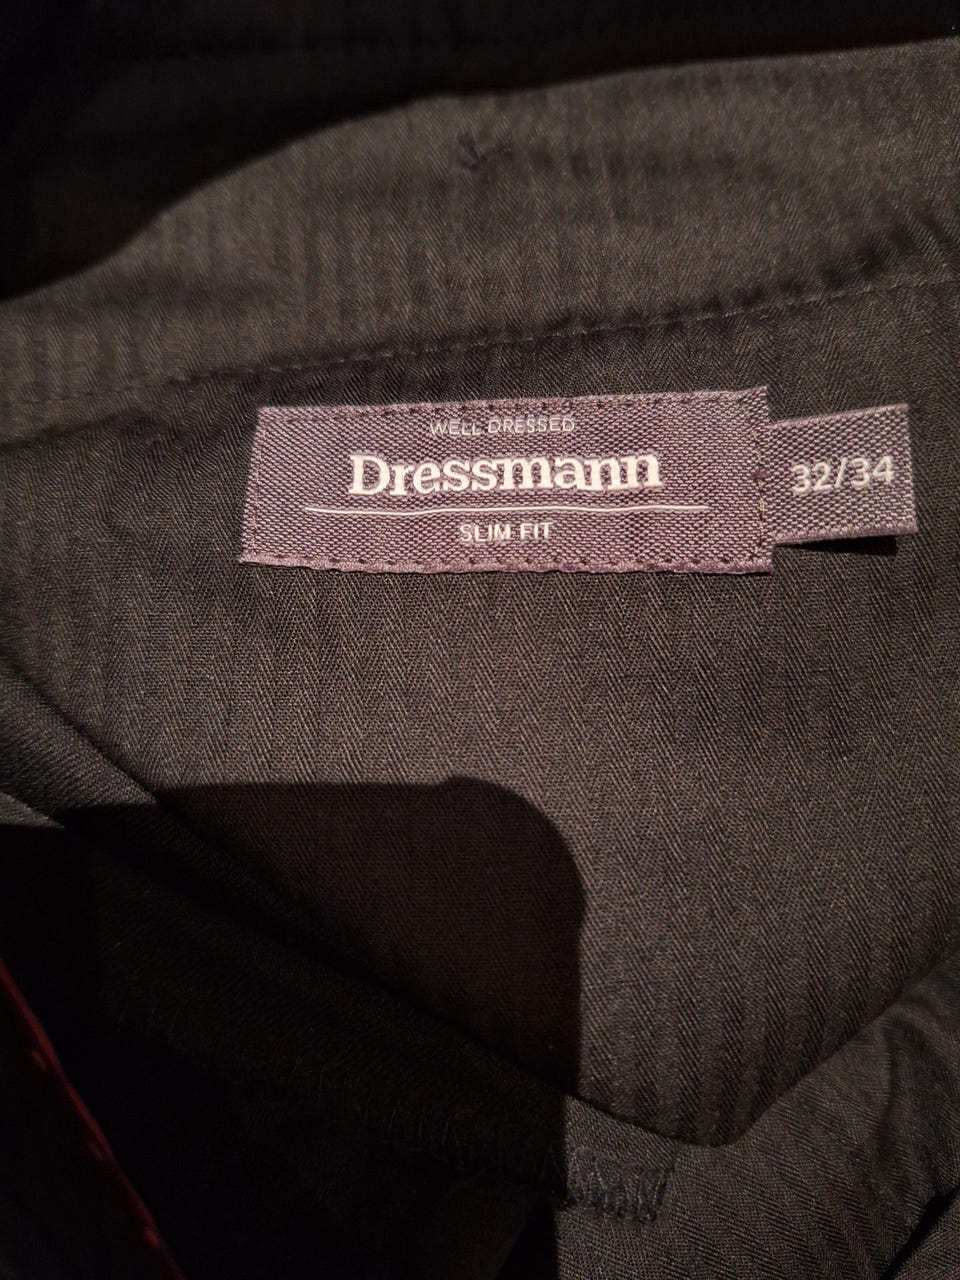 WELL DRESSED
Dressmann
SLIM FIT
32/34